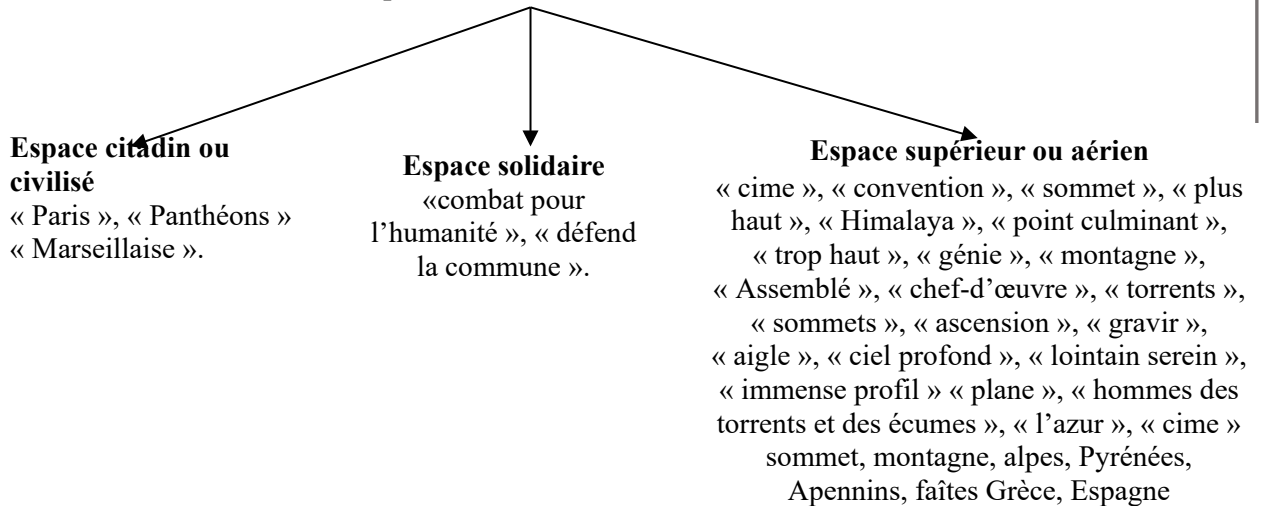 Espace citadin ou
civilisé
« Paris », « Panthéons »
« Marseillaise ».
Espace solidaire
«combat pour
l’humanité », « défend
la commune ».
Espace supérieur ou aérien
« cime », « convention », « sommet », « plus
haut », « Himalaya », « point culminant »,
« trop haut », « génie », « montagne »,
« Assemblé », « chef-d’œuvre », « torrents »,
« sommets », « ascension », « gravir »,
« aigle », « ciel profond », « lointain serein »,
« immense profil » « plane », « hommes des
torrents et des écumes », « l’azur », « cime »
sommet, montagne, alpes, Pyrénées,
Apennins, faîtes Grèce, Espagne